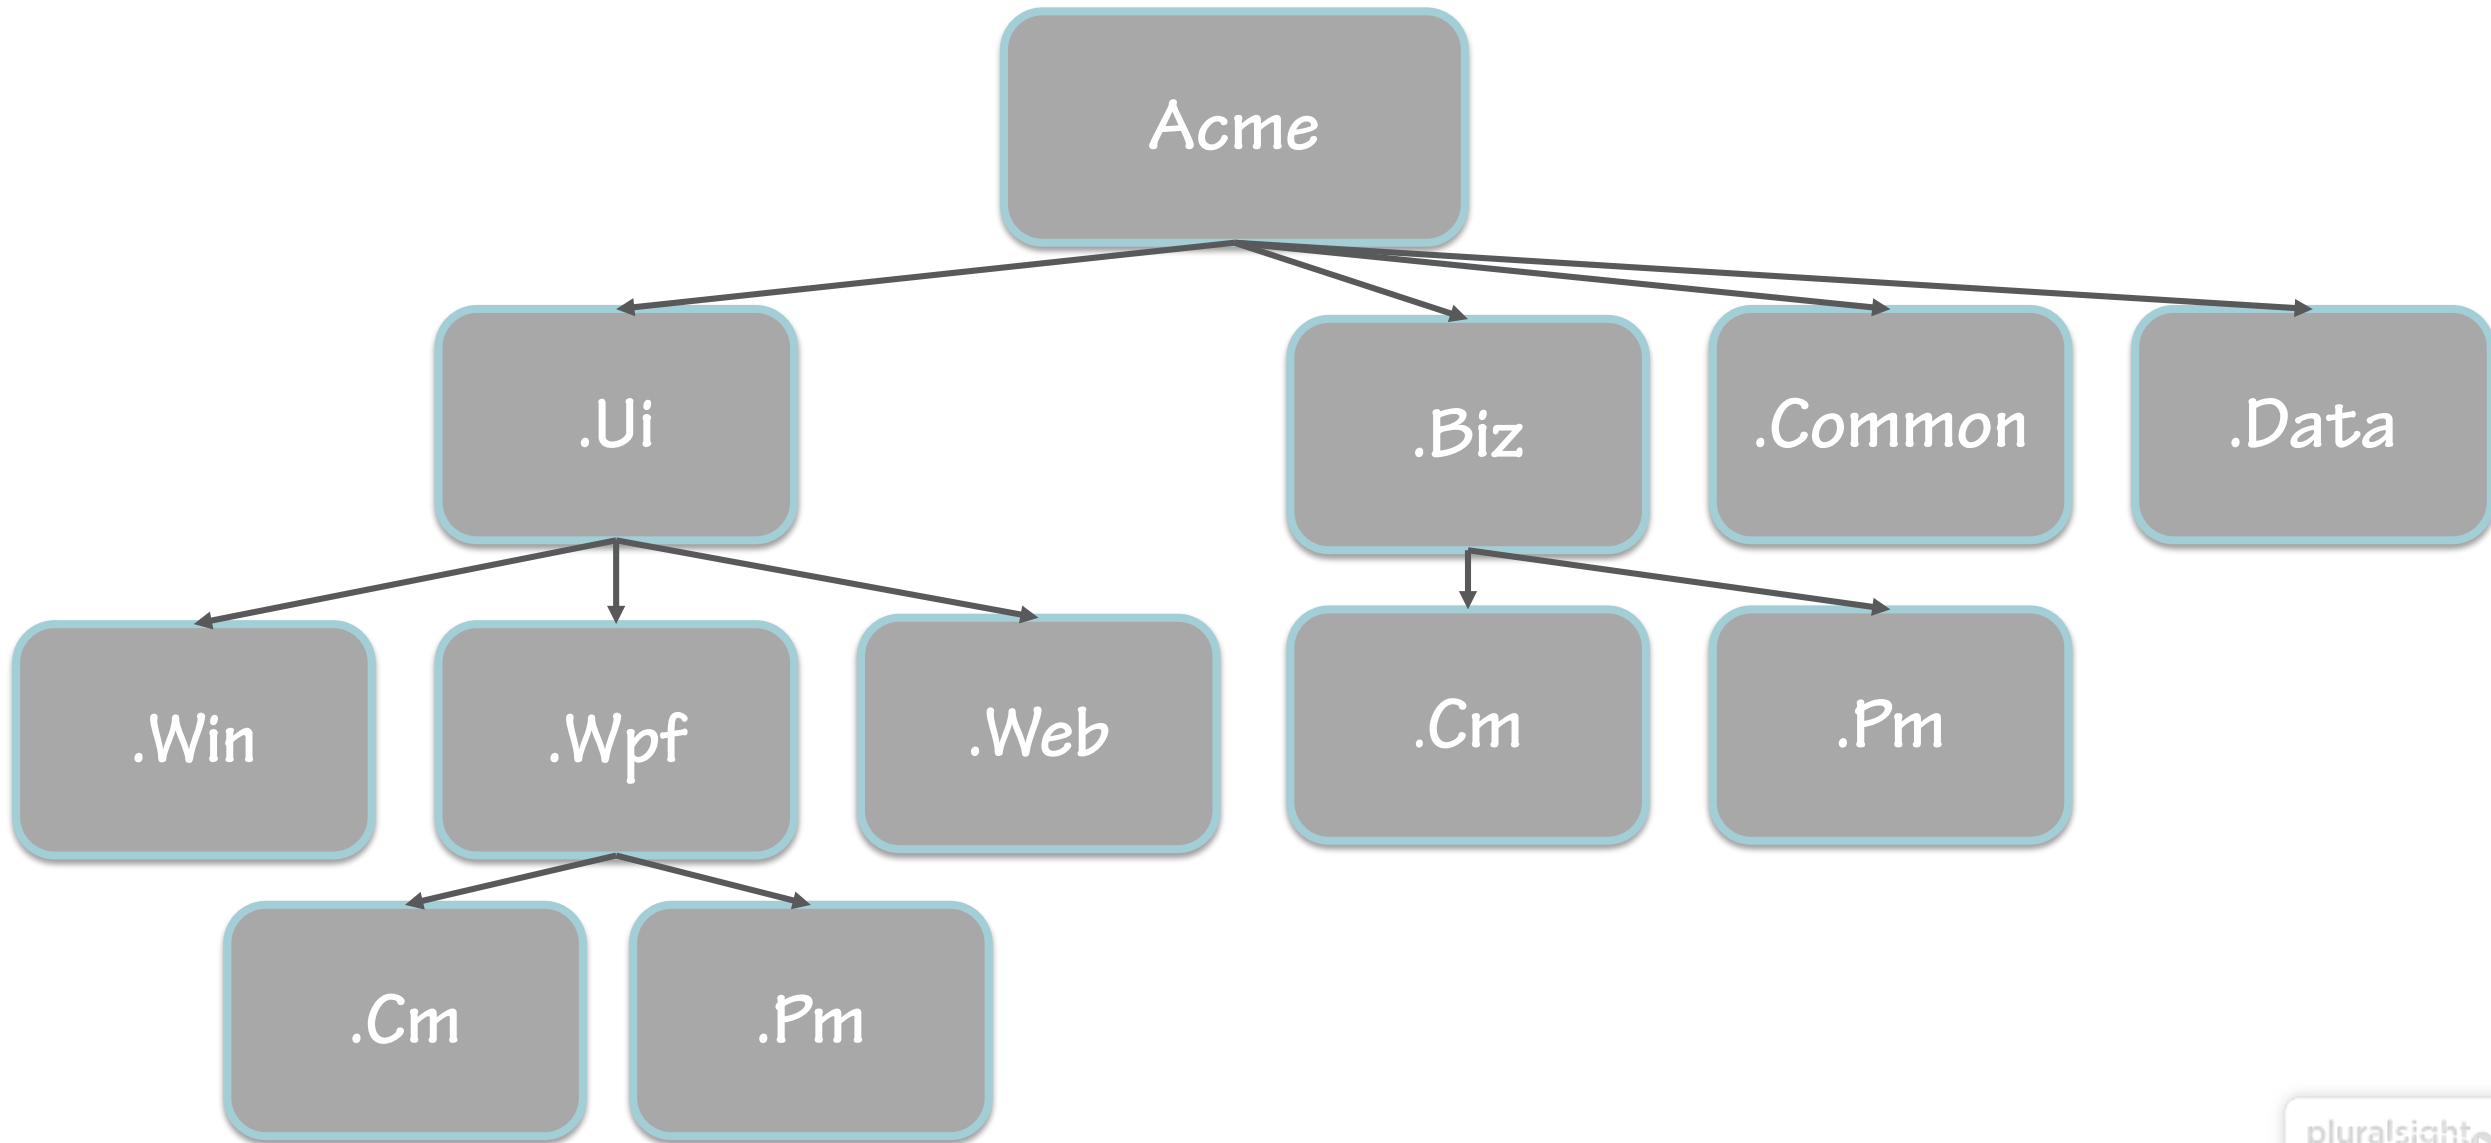 Acme
.Ui
.Biz
.Common
.Data
.Win
.Wpf
.Web
.Cm
.Pm
.Cm
.Pm
pluralsight